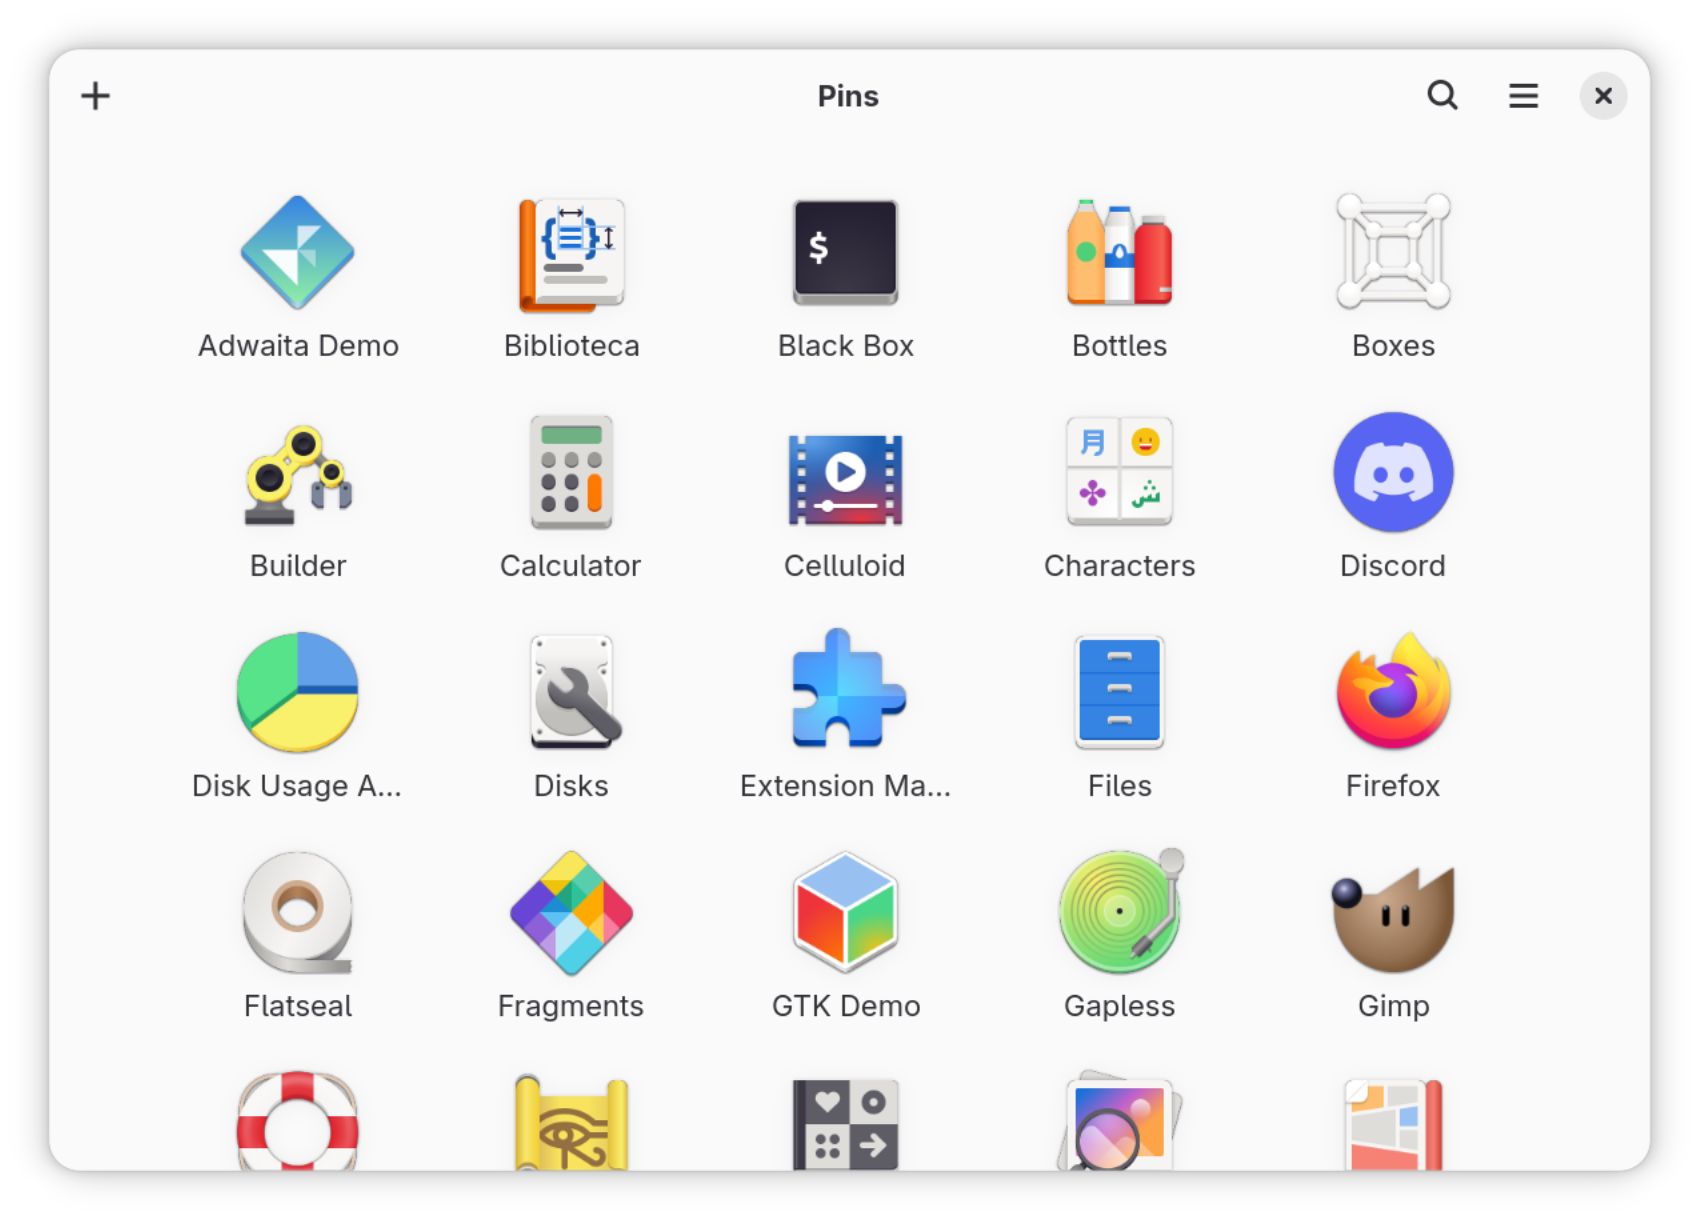 Pins
Adwaita Demo
Biblioteca
$
Black Box
Bottles
Boxes
Builder
Calculator
Celluloid
月
ش
Characters
Discord
Disk Usage A...
Disks
Extension Ma...
Files
Firefox
Flatseal
Fragments
GTK Demo
Gapless
Gimp